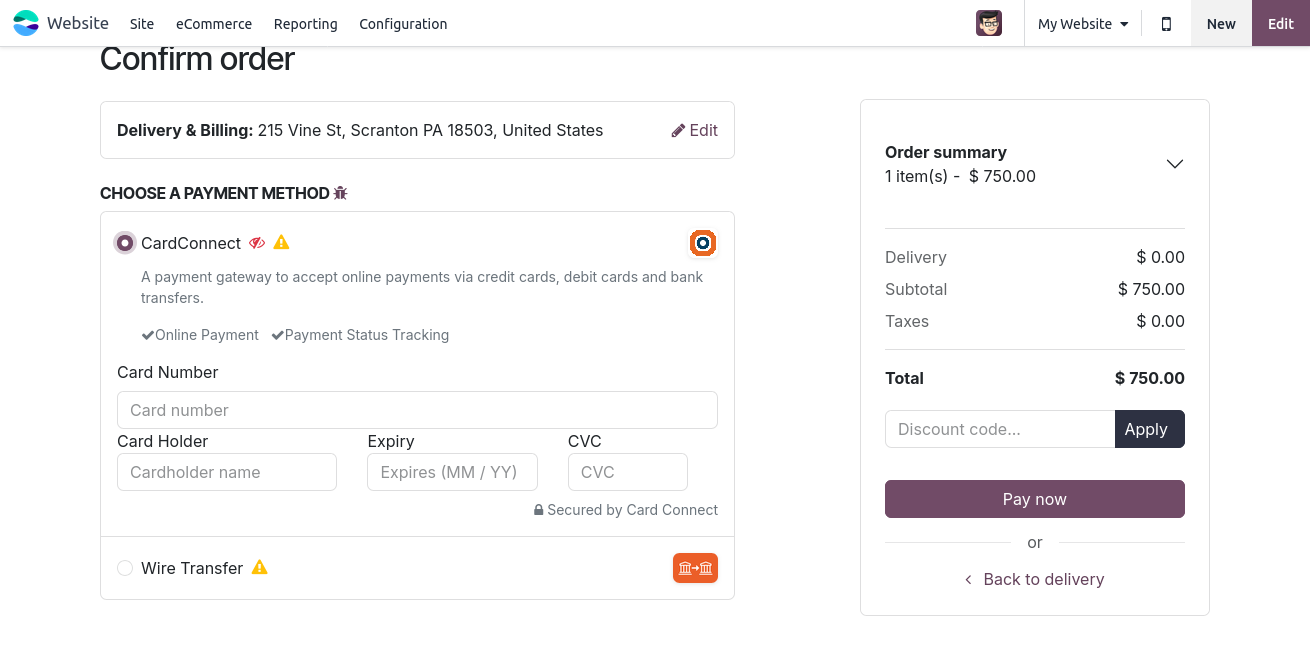 Website Site eCommerce Reporting Configuration My Website New Edit
Confirm order
Delivery & Billing: 215 Vine St, Scranton PA 18503, United States Edit
CHOOSE A PAYMENT METHOD
CardConnect
A payment gateway to accept online payments via credit cards, debit cards and bank
transfers.
Online Payment Payment Status Tracking
Card Number
Card number
Card Holder Expiry CVC
Cardholder name Expires (MM / YY) CVC
Secured by Card Connect
Wire Transfer
Order summary
1 item(s) - $ 750.00
Delivery $ 0.00
Subtotal $ 750.00
Taxes $ 0.00
Total $ 750.00
Discount code... Apply
Pay now
or
Back to delivery